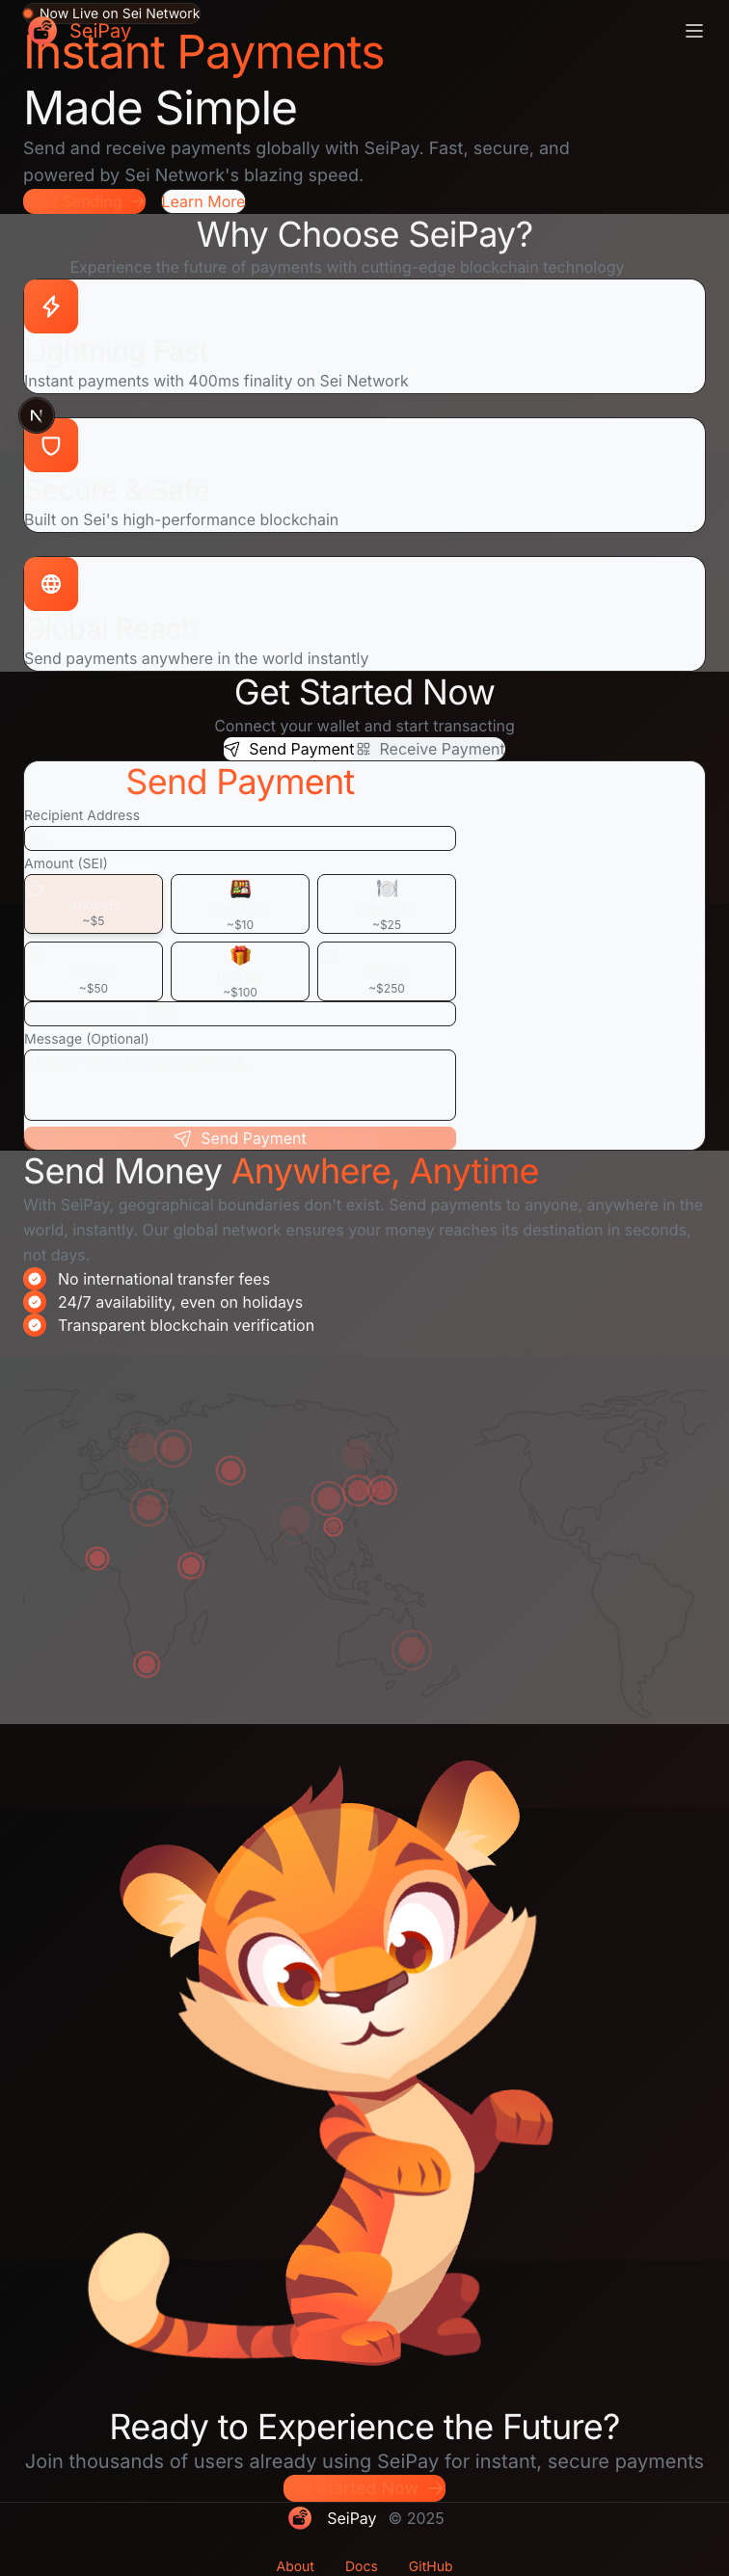 Now Live on Sei Network
SeiPay
Instant Payments
Made Simple
Send and receive payments globally with SeiPay. Fast, secure, and
powered by Sei Network's blazing speed.
Sending
Learn More
Why Choose SeiPay?
Experience the future of payments with cutting-edge blockchain technology
Lightning Fast
Instant payments with 400ms finality on Sei Network
N
Secure & Safe
Built on Sei's high-performance blockchain
Global Reach
Send payments anywhere in the world instantly
Get Started Now
Connect your wallet and start transacting
Send Payment
Receive Payment
Send Payment
Recipient Address
Amount (SEI)
~$5
~$10
~$25
~$50
~$100
~$250
Message (Optional)
Send Payment
Send Money Anywhere, Anytime
With SeiPay, geographical boundaries don't exist. Send payments to anyone, anywhere in the
world, instantly. Our global network ensures your money reaches its destination in seconds,
not days.
No international transfer fees
24/7 availability, even on holidays
Transparent blockchain verification
Ready to Experience the Future?
Join thousands of users already using SeiPay for instant, secure payments
Started Now
SeiPay © 2025
About
Docs
GitHub